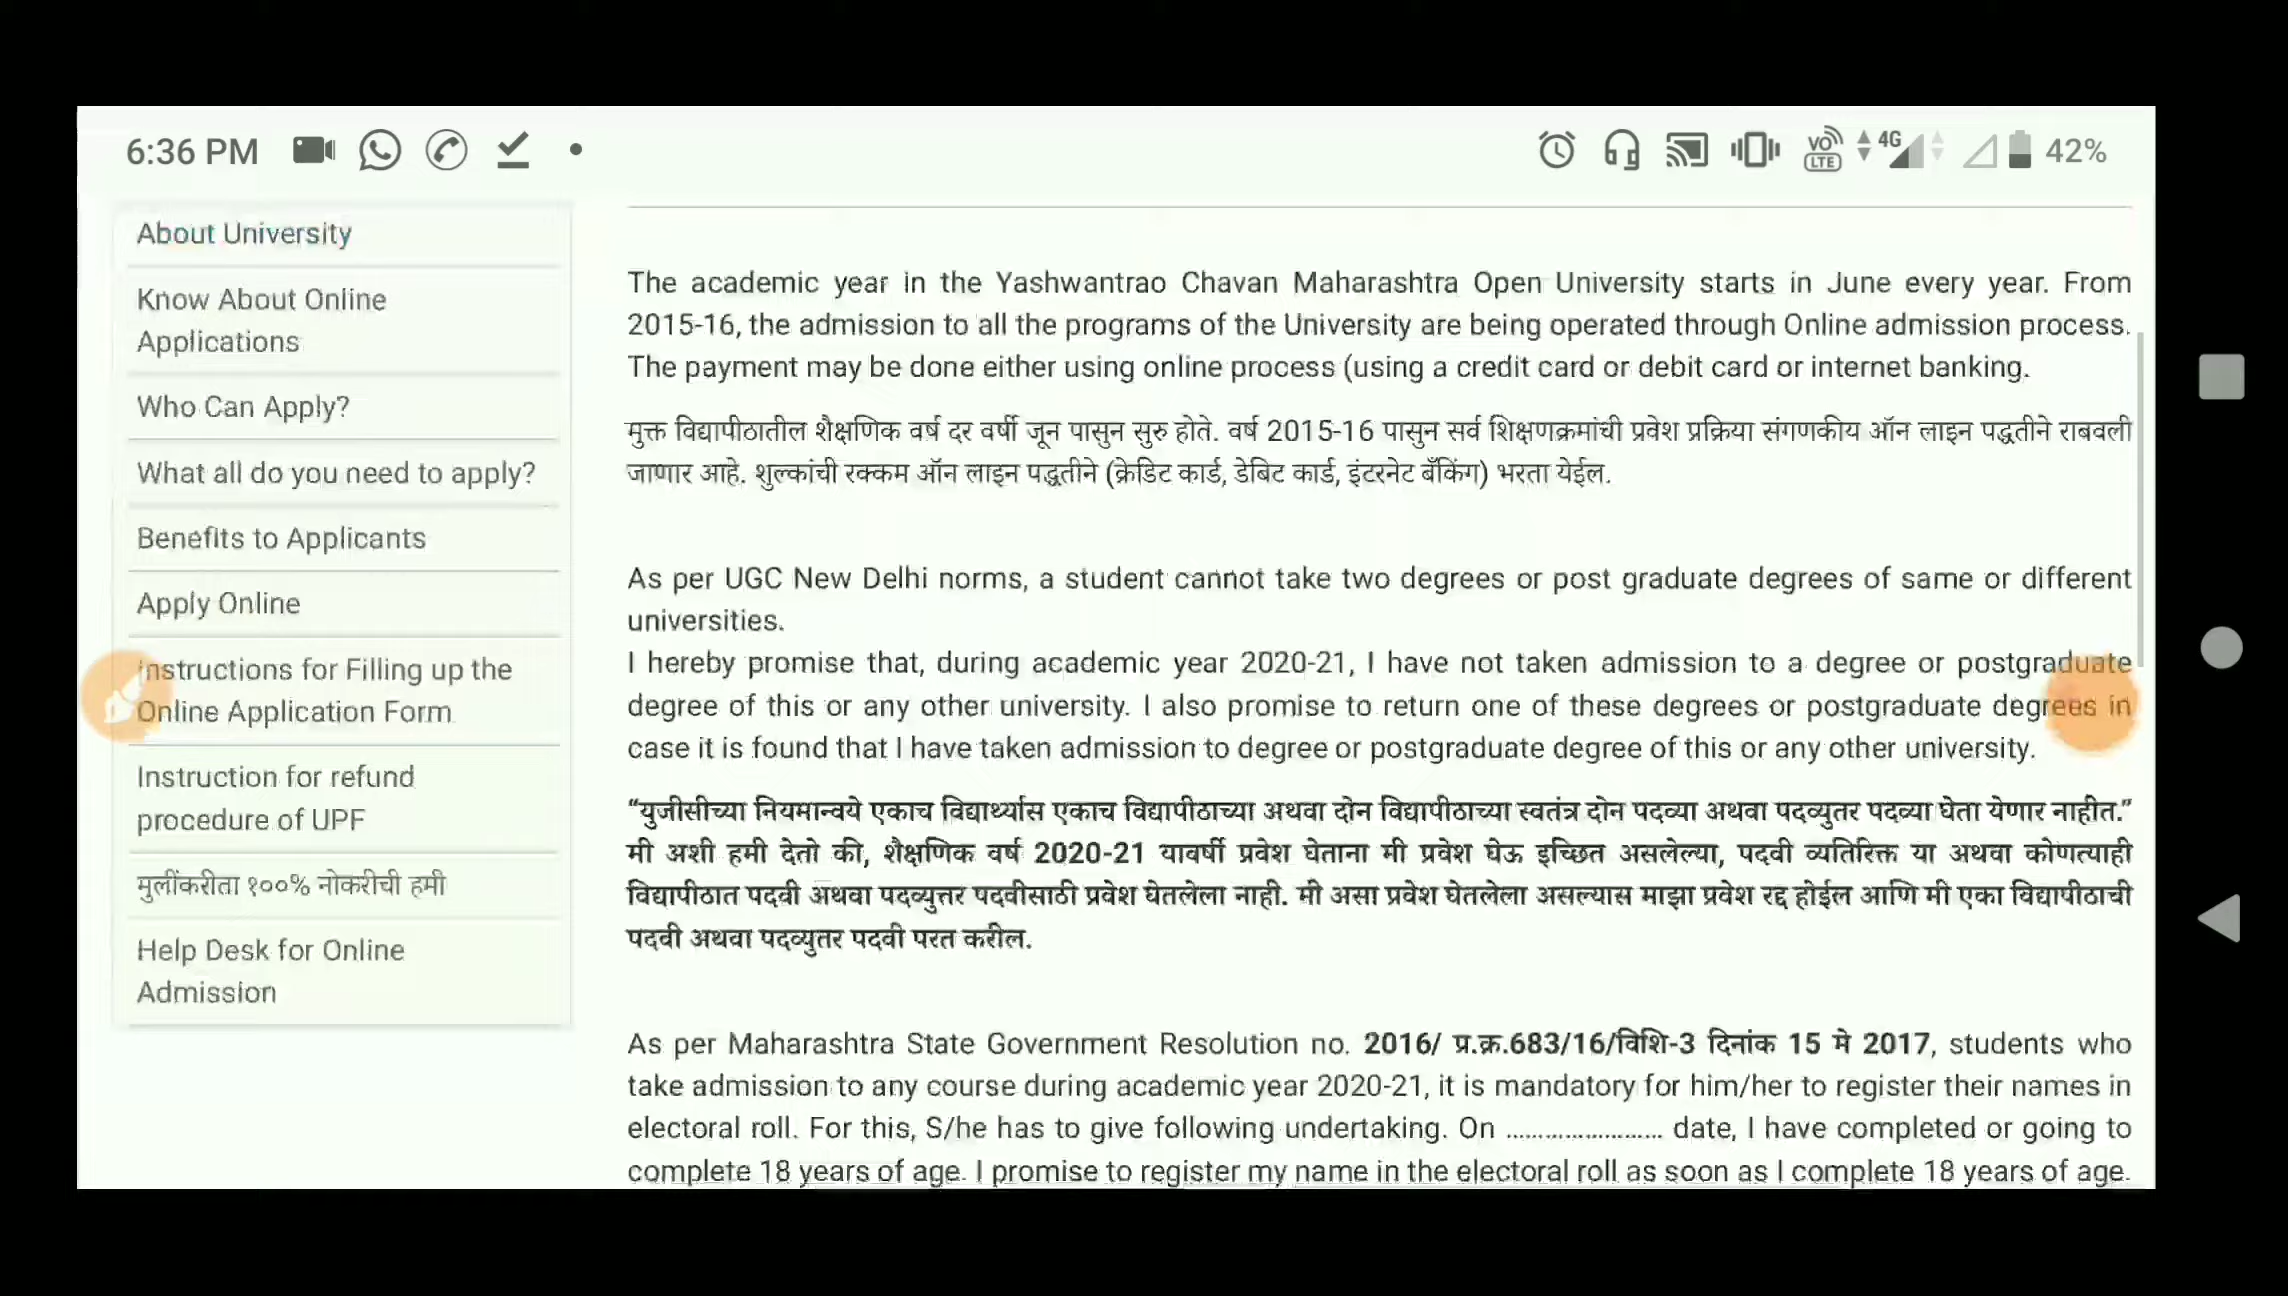 6:36 PM
VO LTE 4G 42%
About University
Know About Online
Applications
Who Can Apply?
What all do you need to apply?
Benefits to Applicants
Apply Online
Instructions for Filling up the
Online Application Form
Instruction for refund
procedure of UPF
मुलींकरीता १००% नोकरीची हमी
Help Desk for Online
Admission
The academic year in the Yashwantrao Chavan Maharashtra Open University starts in June every year. From
2015-16, the admission to all the programs of the University are being operated through Online admission process.
The payment may be done either using online process (using a credit card or debit card or internet banking.
मुक्त विद्यापीठातील शैक्षणिक वर्ष दर वर्षी जून पासुन सुरु होते. वर्ष 2015-16 पासुन सर्व शिक्षणक्रमांची प्रवेश प्रक्रिया संगणकीय ऑन लाइन पद्धतीने राबवली
जाणार आहे. शुल्कांची रक्कम ऑन लाइन पद्धतीने (क्रेडिट कार्ड, डेबिट कार्ड, इंटरनेट बँकिंग) भरता येईल.
As per UGC New Delhi norms, a student cannot take two degrees or post graduate degrees of same or different
universities.
I hereby promise that, during academic year 2020-21, I have not taken admission to a degree or postgraduate
degree of this or any other university. I also promise to return one of these degrees or postgraduate degrees in
case it is found that I have taken admission to degree or postgraduate degree of this or any other university.
“युजीसीच्या नियमान्वये एकाच विद्यार्थ्यास एकाच विद्यापीठाच्या अथवा दोन विद्यापीठाच्या स्वतंत्र दोन पदव्या अथवा पदव्युतर पदव्या घेता येणार नाहीत.”
मी अशी हमी देतो की, शैक्षणिक वर्ष 2020-21 यावर्षी प्रवेश घेताना मी प्रवेश घेऊ इच्छित असलेल्या, पदवी व्यतिरिक्त या अथवा कोणत्याही
विद्यापीठात पदवी अथवा पदव्युत्तर पदवीसाठी प्रवेश घेतलेला नाही. मी असा प्रवेश घेतलेला असल्यास माझा प्रवेश रद्द होईल आणि मी एका विद्यापीठाची
पदवी अथवा पदव्युतर पदवी परत करील.
As per Maharashtra State Government Resolution no. 2016/ प्र.क्र.683/16/विशि-3 दिनांक 15 मे 2017, students who
take admission to any course during academic year 2020-21, it is mandatory for him/her to register their names in
electoral roll. For this, S/he has to give following undertaking. On ........................ date, I have completed or going to
complete 18 years of age. I promise to register my name in the electoral roll as soon as I complete 18 years of age.